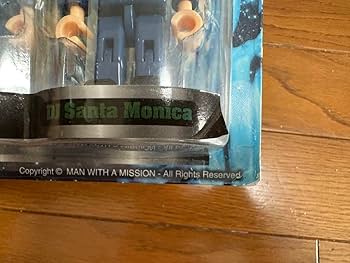 DJ Santa Monica
Copyright © MAN WITH A MISSION - All Rights Reserved.